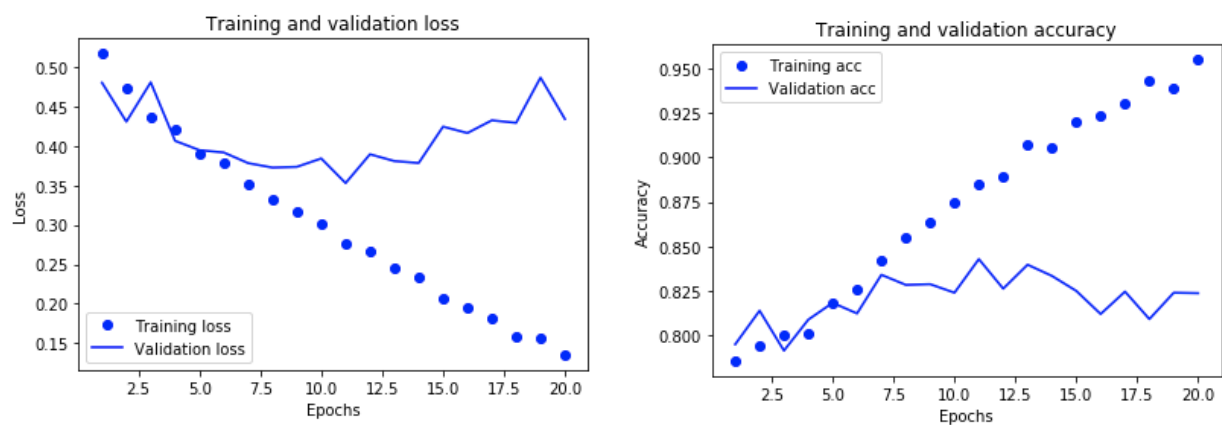 Training and validation loss
0.50
0.45
0.40
0.35
0.30
0.25
0.20
0.15
Loss
Training loss
Validation loss
2.5 5.0 7.5 10.0 12.5 15.0 17.5 20.0
Epochs
Training and validation accuracy
0.950
0.925
0.900
0.875
0.850
0.825
0.800
Accuracy
Training acc
Validation acc
2.5 5.0 7.5 10.0 12.5 15.0 17.5 20.0
Epochs